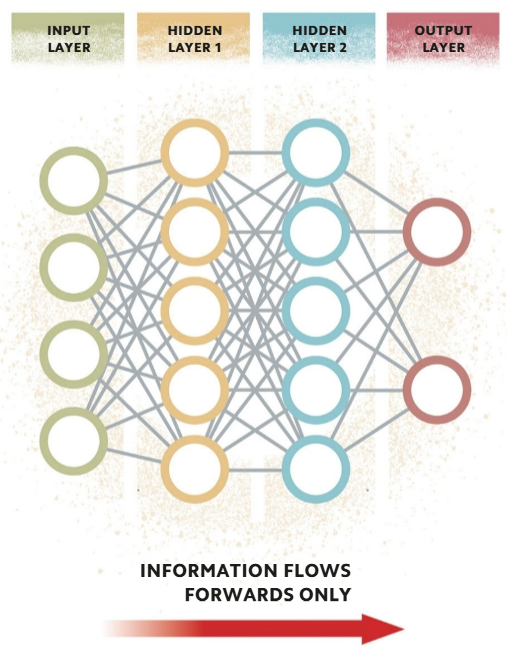 INPUT
LAYER
HIDDEN
LAYER 1
HIDDEN
LAYER 2
OUTPUT
LAYER
INFORMATION FLOWS
FORWARDS ONLY